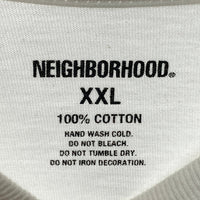 NEIGHBORHOOD®
XXL
100% COTTON
HAND WASH COLD.
DO NOT BLEACH.
DO NOT TUMBLE DRY.
DO NOT IRON DECORATION.